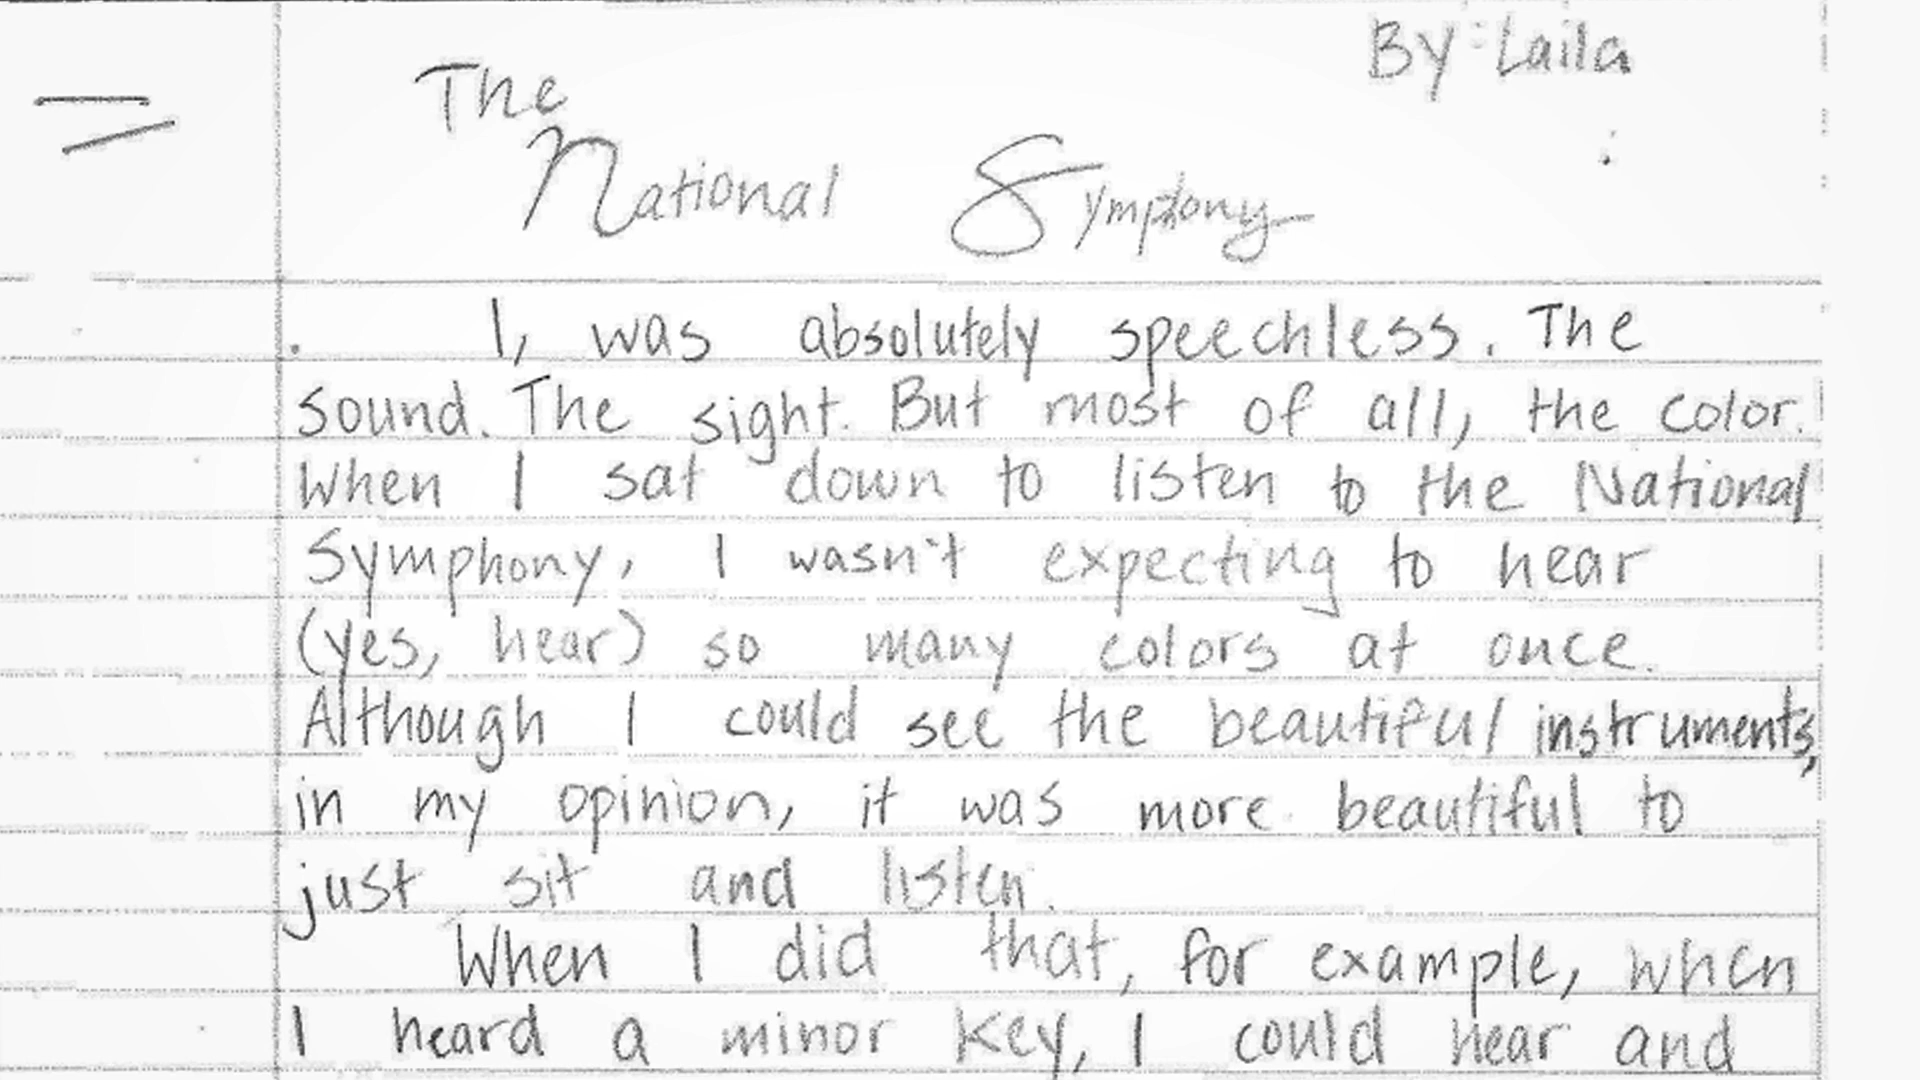 By: Laila
The
National Symphony
I, was absolutely speechless. The
sound. The sight. But most of all, the color.
When I sat down to listen to the National
Symphony, I wasn't expecting to hear
(yes, hear) so many colors at once.
Although I could see the beautiful instruments,
in my opinion, it was more beautiful to
just sit and listen.
When I did that, for example, when
I heard a minor key, I could hear and